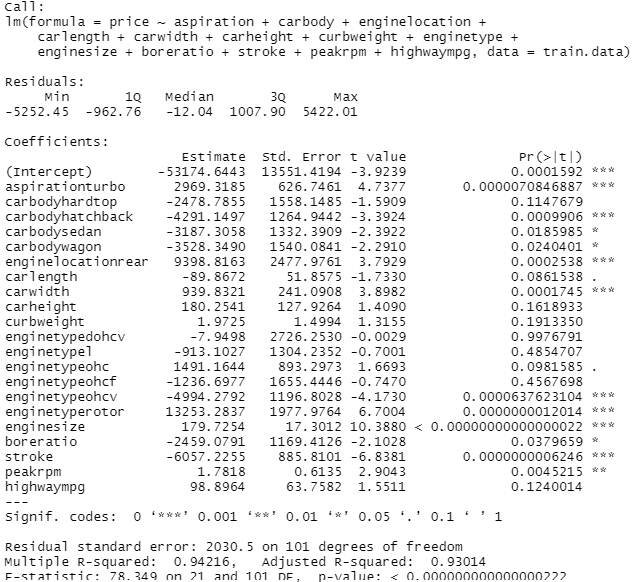 Call:
lm(formula = price ~ aspiration + carbody + enginelocation +
carlength + carwidth + carheight + curbweight + enginetype +
enginesize + boreratio + stroke + peakrpm + highwaympg, data = train.data)
Residuals:
Min 1Q Median 3Q Max
-5252.45 -962.76 -12.04 1007.90 5422.01
Coefficients:
Estimate Std. Error t value Pr(>|t|)
(Intercept) -53174.6443 13551.4194 -3.9239 0.0001592 ***
aspirationturbo 2969.3185 626.7461 4.7377 0.0000070846887 ***
carbodyhardtop -2478.7855 1558.1485 -1.5909 0.1147679
carbodyhatchback -4291.1497 1264.9442 -3.3924 0.0009906 ***
carbodysedan -3187.3058 1332.3909 -2.3922 0.0185985 *
carbodywagon -3528.3490 1540.0841 -2.2910 0.0240401 *
enginelocationrear 9398.8163 2477.9761 3.7929 0.0002538 ***
carlength -89.8672 51.8575 -1.7330 0.0861538 .
carwidth 939.8321 241.0908 3.8982 0.0001745 ***
carheight 180.2541 127.9264 1.4090 0.1618933
curbweight 1.9725 1.4994 1.3155 0.1913350
enginetypedohcv -7.9498 2726.2530 -0.0029 0.9976791
enginetypel -913.1027 1304.2352 -0.7001 0.4854707
enginetypeohc 1491.1644 893.2973 1.6693 0.0981585 .
enginetypeohcf -1236.6977 1655.4446 -0.7470 0.4567698
enginetypeohcv -4994.2792 1196.8028 -4.1730 0.0000637623104 ***
enginetyperotor 13253.2837 1977.9764 6.7004 0.0000000012014 ***
enginesize 179.7254 17.3012 10.3880 < 0.00000000000000022 ***
boreratio -2459.0791 1169.4126 -2.1028 0.0379659 *
stroke -6057.2255 885.8101 -6.8381 0.0000000006246 ***
peakrpm 1.7818 0.6135 2.9043 0.0045215 **
highwaympg 98.8964 63.7582 1.5511 0.1240014
---
Signif. codes: 0 ‘***’ 0.001 ‘**’ 0.01 ‘*’ 0.05 ‘.’ 0.1 ‘ ’ 1
Residual standard error: 2030.5 on 101 degrees of freedom
Multiple R-squared: 0.94216, Adjusted R-squared: 0.93014
F-statistic: 78.349 on 21 and 101 DF, p-value: < 0.000000000000000222